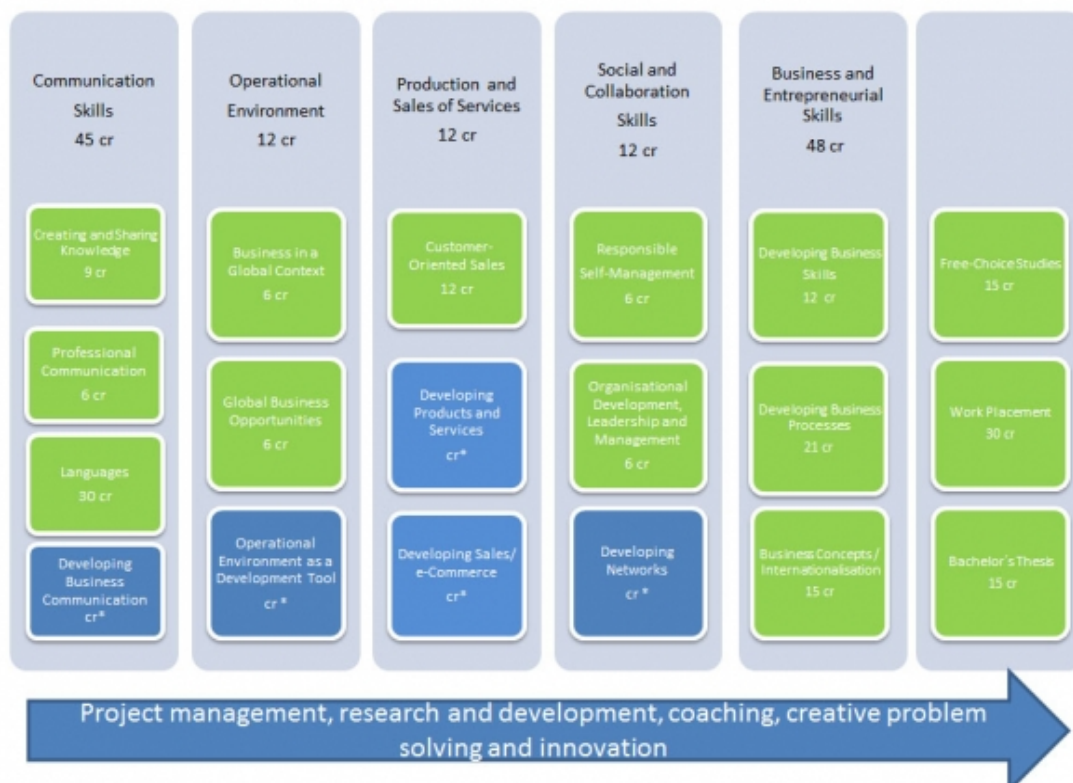 Communication
Skills
45 cr
Creating and Sharing
Knowledge
9 cr
Professional
Communication
6 cr
Languages
30 cr
Developing
Business
Communication
cr*
Operational
Environment
12 cr
Business in a
Global Context
6 cr
Global Business
Opportunities
6 cr
Operational
Environment as a
Development Tool
cr *
Production and
Sales of Services
12 cr
Customer-
Oriented Sales
12 cr
Developing
Products and
Services
cr*
Developing Sales/
e-Commerce
cr*
Social and
Collaboration
Skills
12 cr
Responsible
Self-Management
6 cr
Organisational
Development,
Leadership and
Management
6 cr
Developing
Networks
cr *
Business and
Entrepreneurial
Skills
48 cr
Developing Business
Skills
12 cr
Developing Business
Processes
21 cr
Business Concepts /
Internationalisation
15 cr
Free-Choice Studies
15 cr
Work Placement
30 cr
Bachelor´s Thesis
15 cr
Project management, research and development, coaching, creative problem
solving and innovation